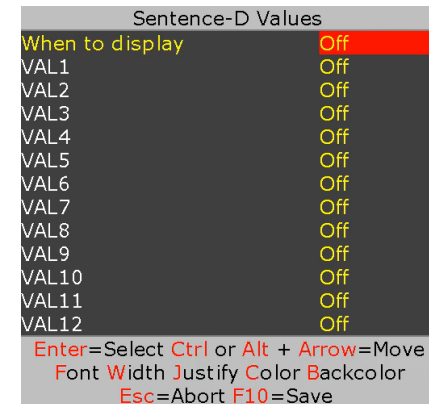 Sentence-D Values
When to display Off
VAL1 Off
VAL2 Off
VAL3 Off
VAL4 Off
VAL5 Off
VAL6 Off
VAL7 Off
VAL8 Off
VAL9 Off
VAL10 Off
VAL11 Off
VAL12 Off
Enter=Select Ctrl or Alt + Arrow=Move
Font Width Justify Color Backcolor
Esc=Abort F10=Save